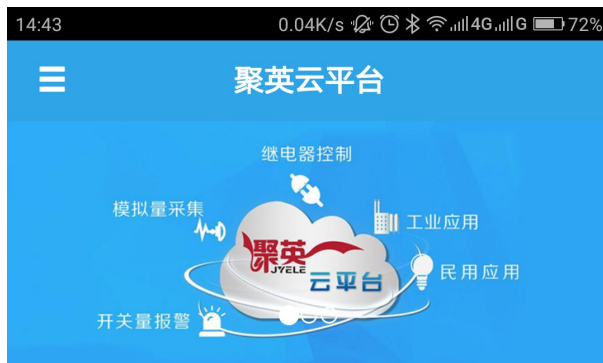 14:43 0.04K/s 4G G 72%
聚英云平台
继电器控制
模拟量采集
工业应用
聚英
JYELE
云平台
民用应用
开关量报警